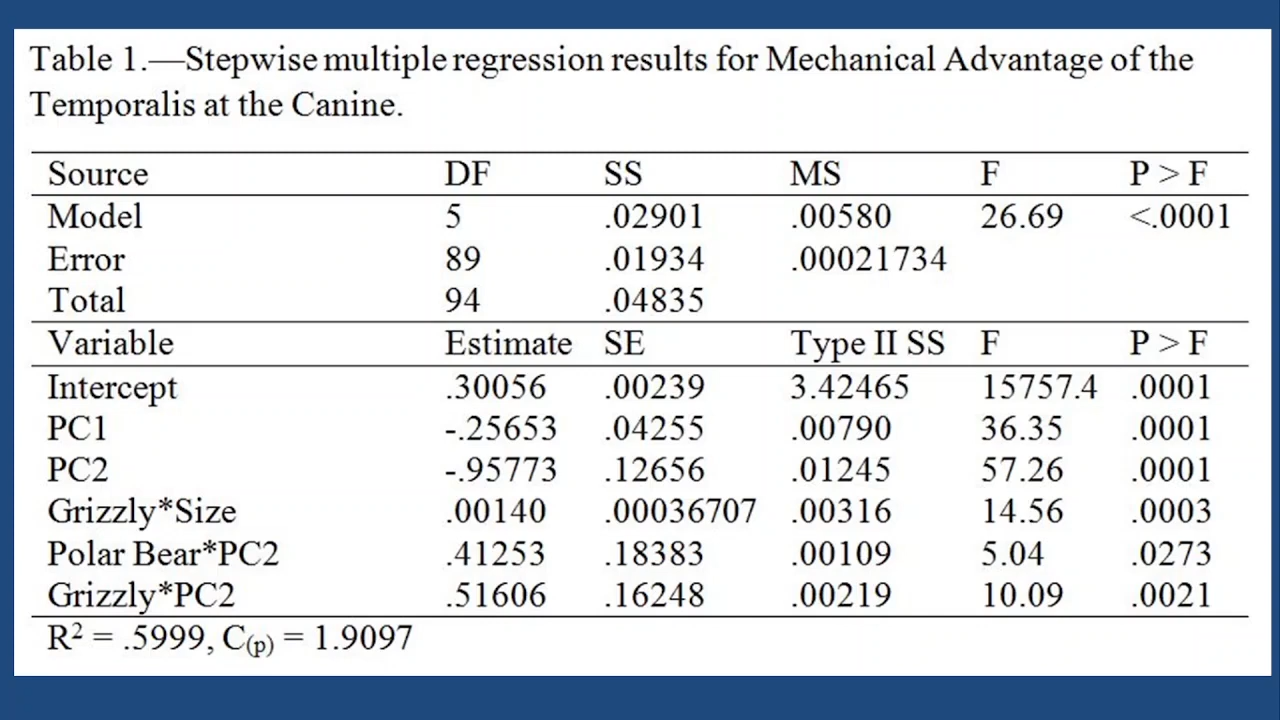 Table 1.—Stepwise multiple regression results for Mechanical Advantage of the
Temporalis at the Canine.
Source DF SS MS F P > F
Model 5 .02901 .00580 26.69 <.0001
Error 89 .01934 .00021734
Total 94 .04835
Variable Estimate SE Type II SS F P > F
Intercept .30056 .00239 3.42465 15757.4 .0001
PC1 -.25653 .04255 .00790 36.35 .0001
PC2 -.95773 .12656 .01245 57.26 .0001
Grizzly*Size .00140 .00036707 .00316 14.56 .0003
Polar Bear*PC2 .41253 .18383 .00109 5.04 .0273
Grizzly*PC2 .51606 .16248 .00219 10.09 .0021
R² = .5999, C(p) = 1.9097